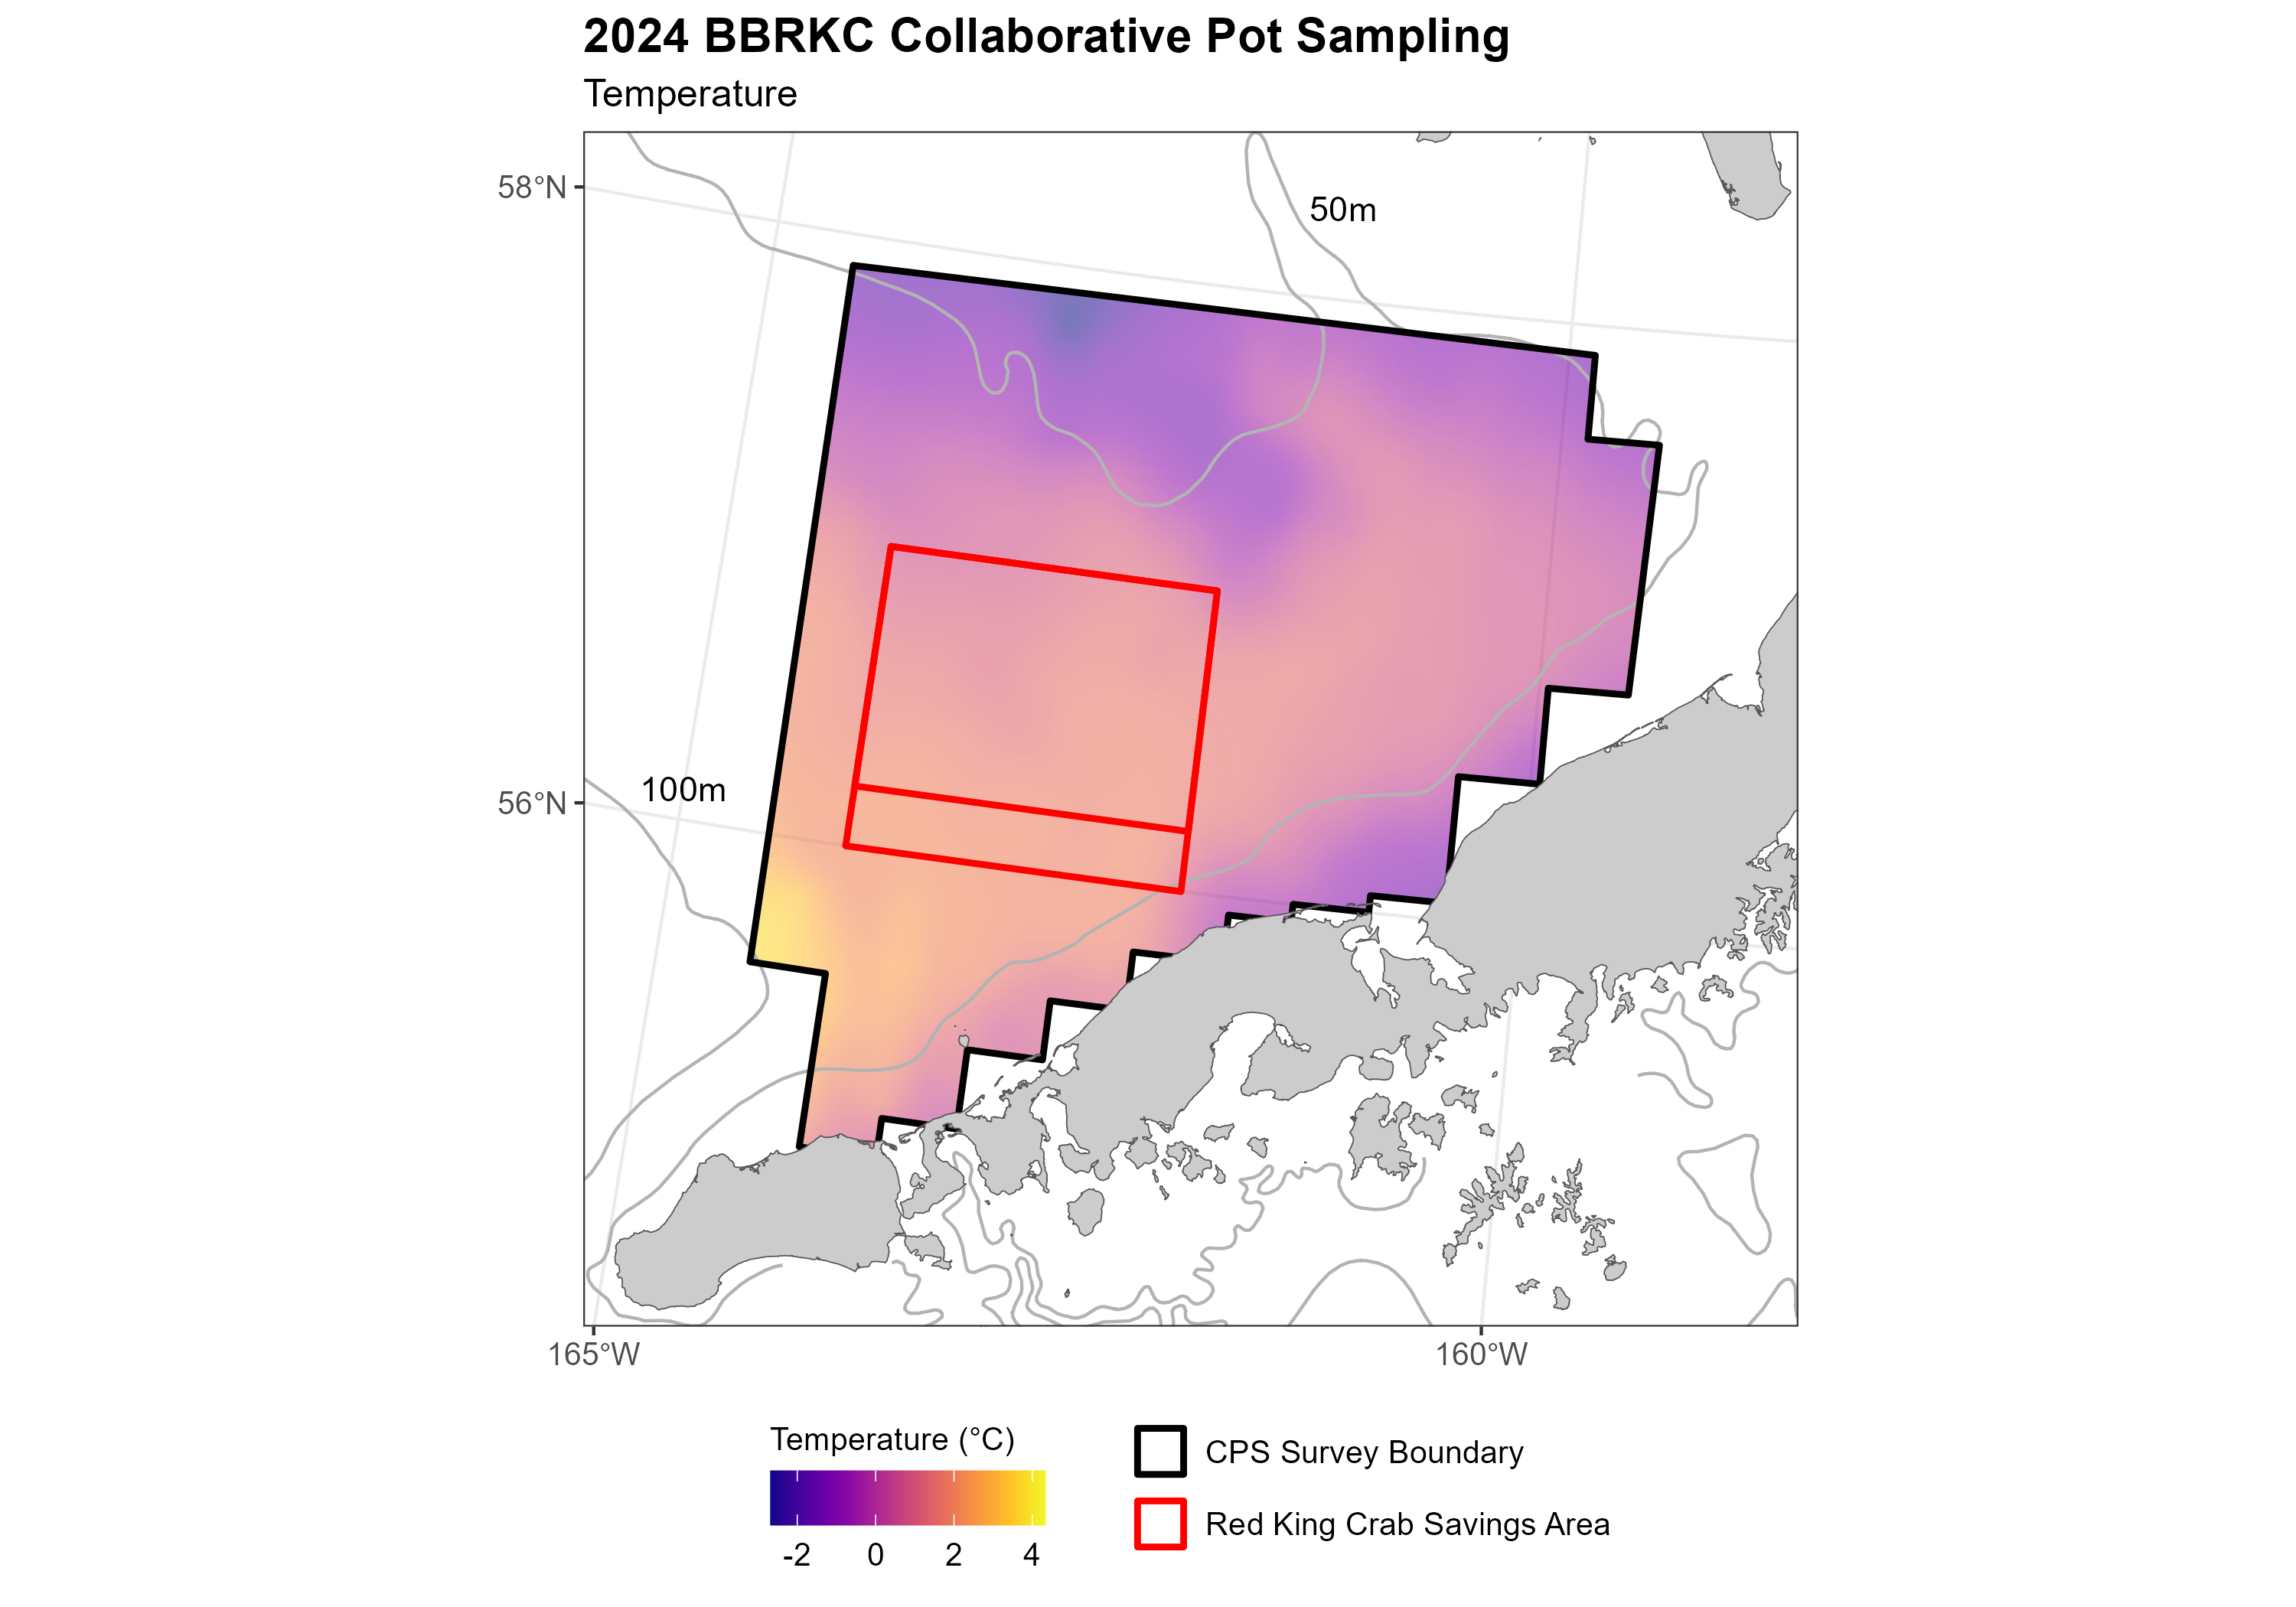 2024 BBRKC Collaborative Pot Sampling
Temperature
58°N
50m
56°N
100m
165°W
160°W
Temperature (°C)
-2 0 2 4
CPS Survey Boundary
Red King Crab Savings Area